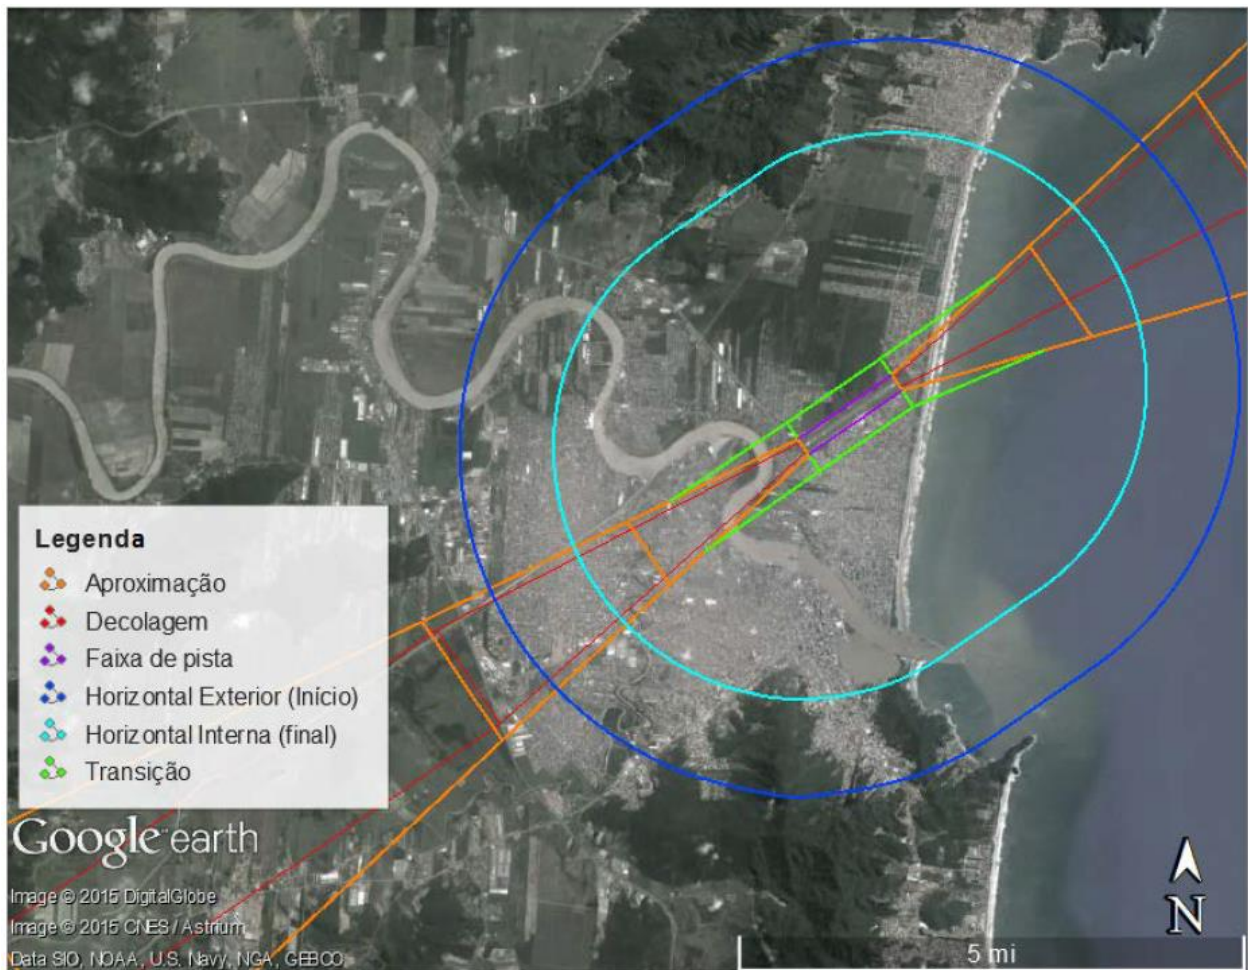 Legenda
Aproximação
Decolagem
Faixa de pista
Horizontal Exterior (Início)
Horizontal Interna (final)
Transição
Google earth
Image © 2015 DigitalGlobe
Image © 2015 CNES / Astrium
Data SIO, NOAA, U.S. Navy, NGA, GEBCO
N
5 mi